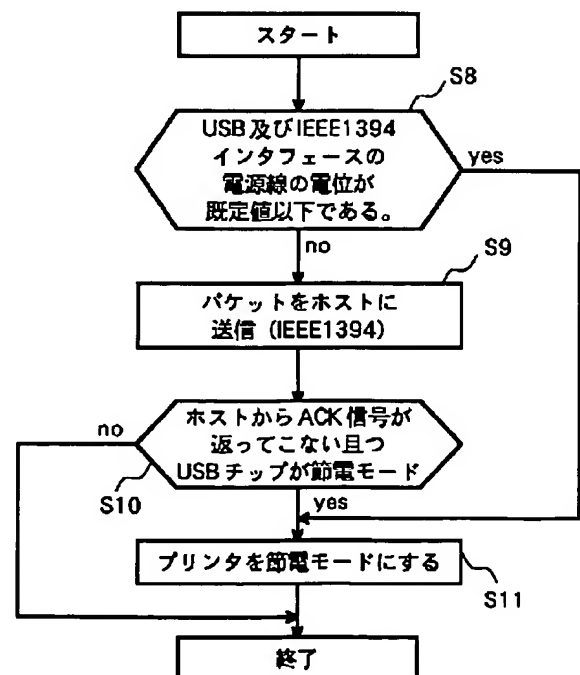 スタート
S8
USB及びIEEE1394
インタフェースの
電源線の電位が
既定値以下である。
yes
no
S9
パケットをホストに
送信 (IEEE1394)
ホストからACK信号が
返ってこない且つ
USBチップが節電モード
no
S10
yes
プリンタを節電モードにする
S11
終了